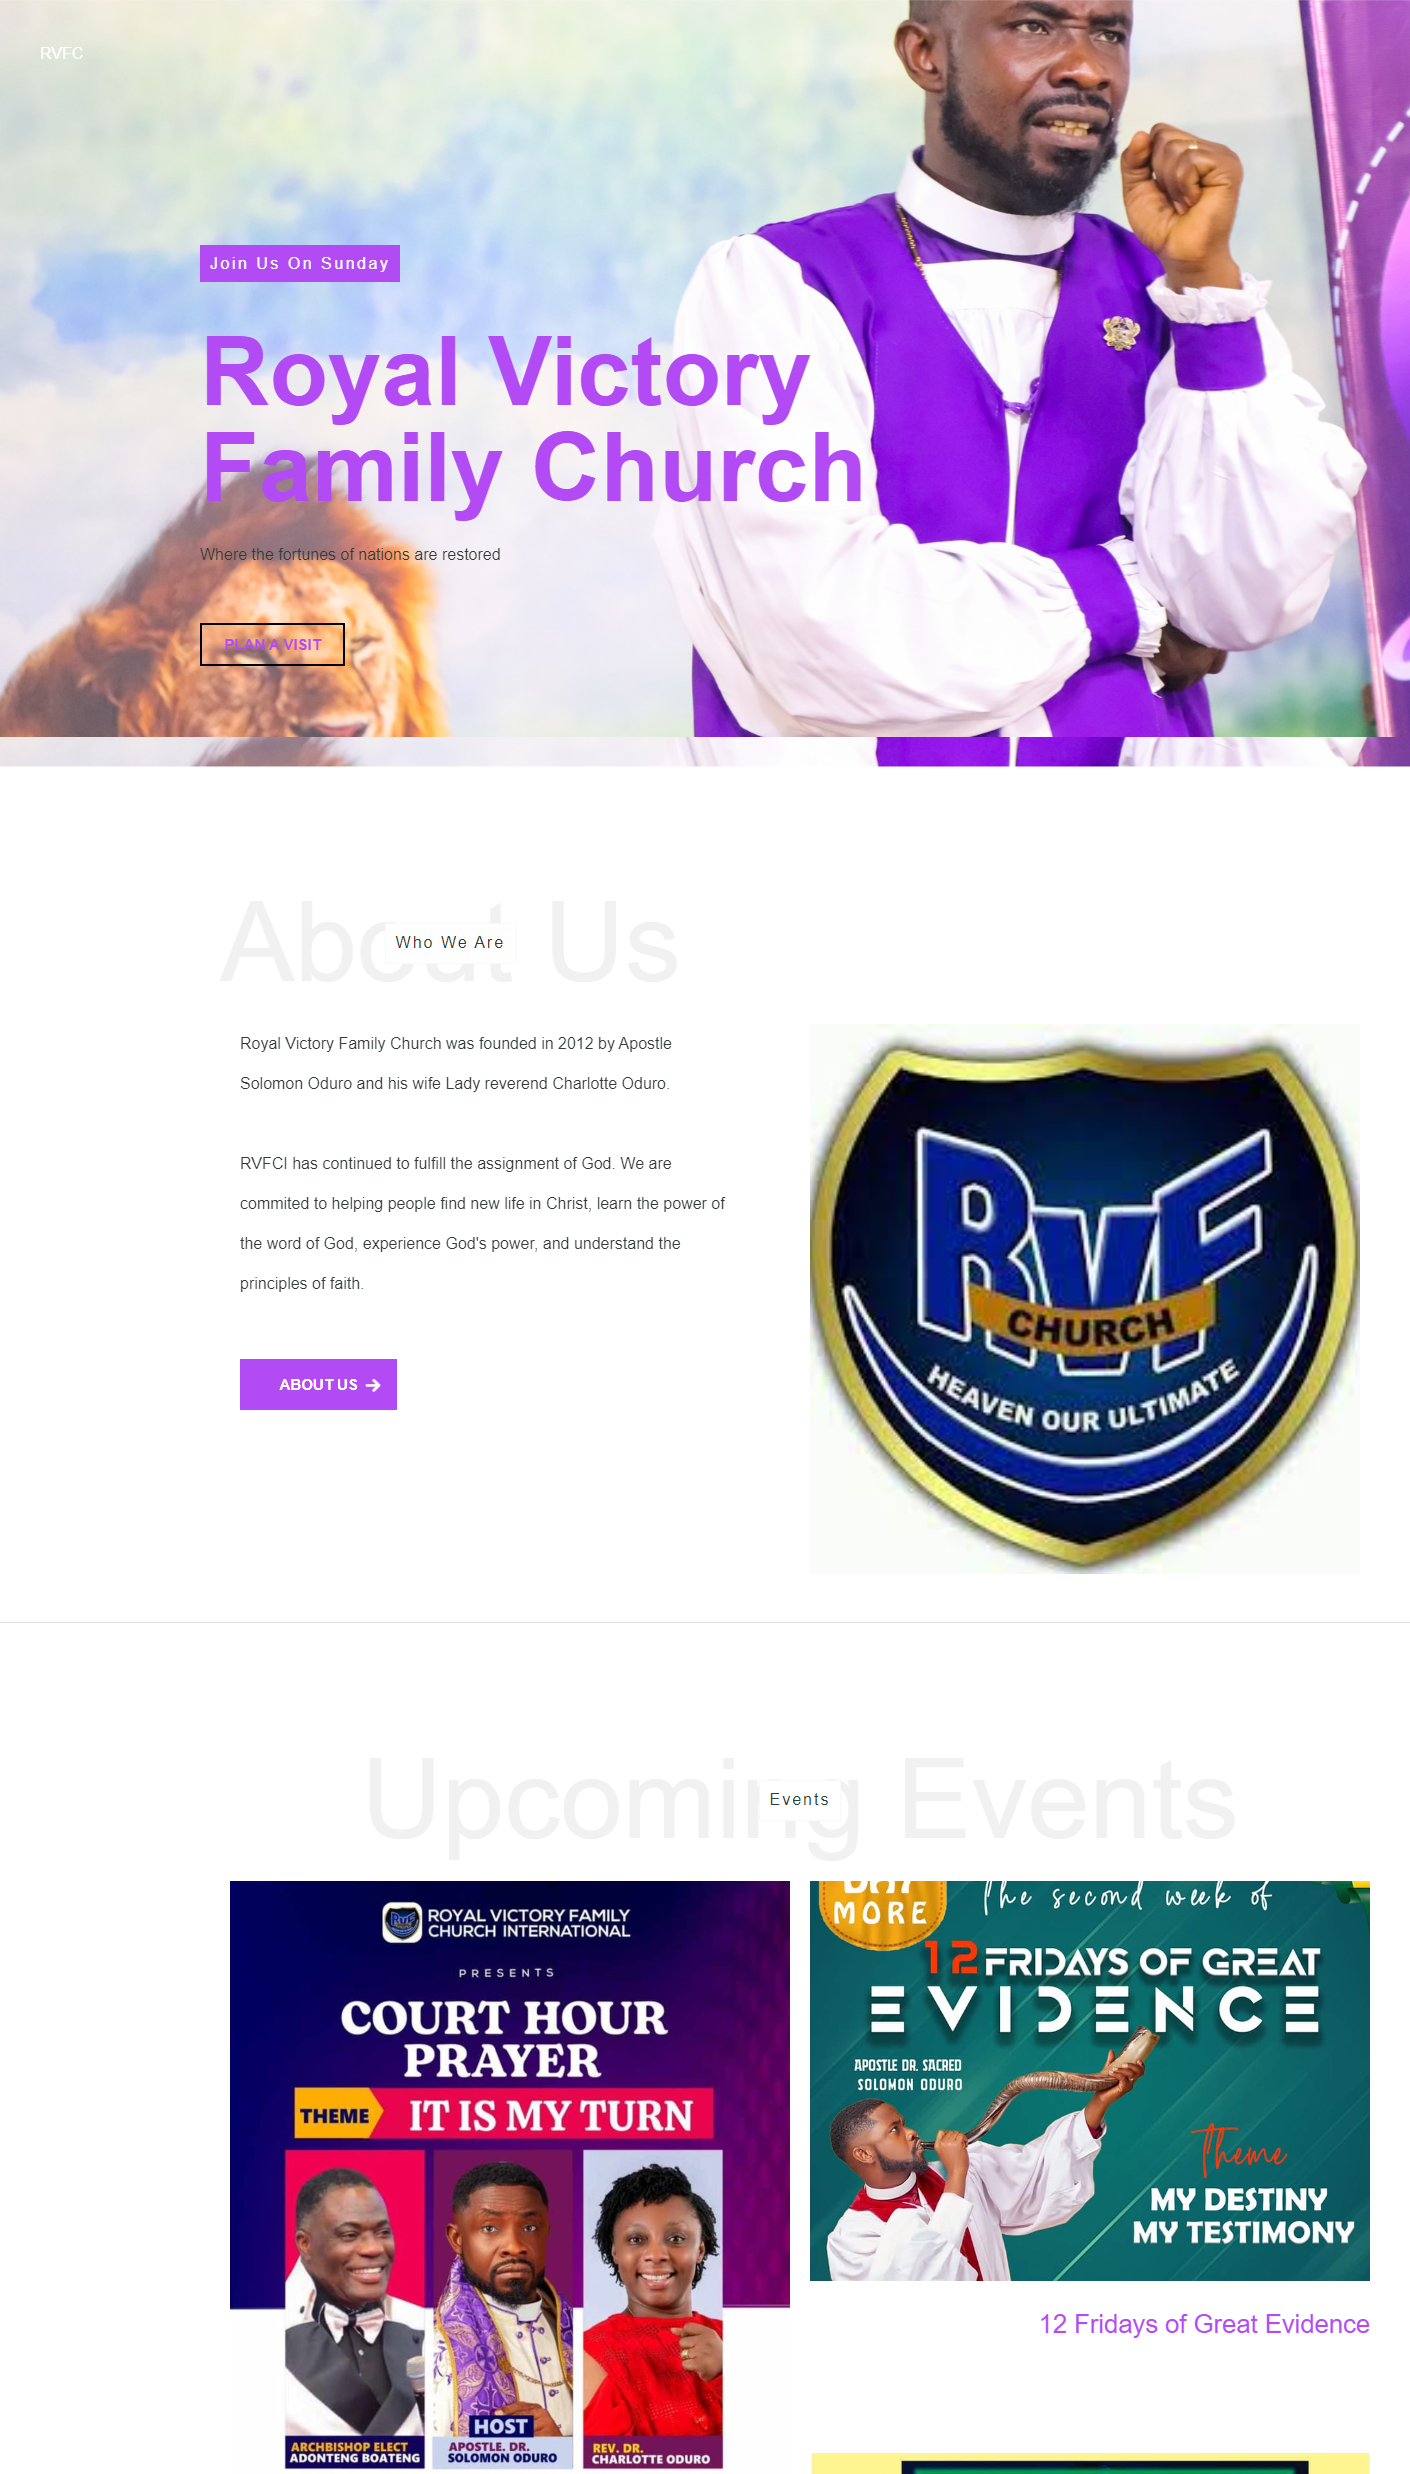 RVFC
Join Us On Sunday
Royal Victory
Family Church
Where the fortunes of nations are restored
PLAN A VISIT
About Us
Who We Are
Royal Victory Family Church was founded in 2012 by Apostle
Solomon Oduro and his wife Lady reverend Charlotte Oduro.
RVFCI has continued to fulfill the assignment of God. We are
commited to helping people find new life in Christ, learn the power of
the word of God, experience God's power, and understand the
principles of faith.
ABOUT US
RVF
CHURCH
HEAVEN OUR ULTIMATE
Upcoming Events
Events
RVF
ROYAL VICTORY FAMILY
CHURCH INTERNATIONAL
PRESENTS
COURT HOUR
PRAYER
THEME
IT IS MY TURN
ARCHBISHOP ELECT
ADONTENG BOATENG
HOST
APOSTLE. DR.
SOLOMON ODURO
REV. DR.
CHARLOTTE ODURO
MORE
The second week of
12 FRIDAYS OF GREAT
EVIDENCE
APOSTLE DR. SACRED
SOLOMON ODURO
Theme
MY DESTINY
MY TESTIMONY
12 Fridays of Great Evidence